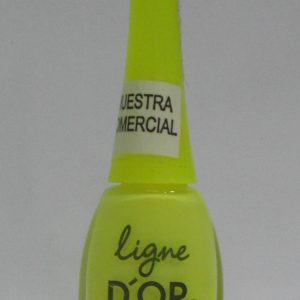 UESTRA
OMERCIAL
ligne
D'OR